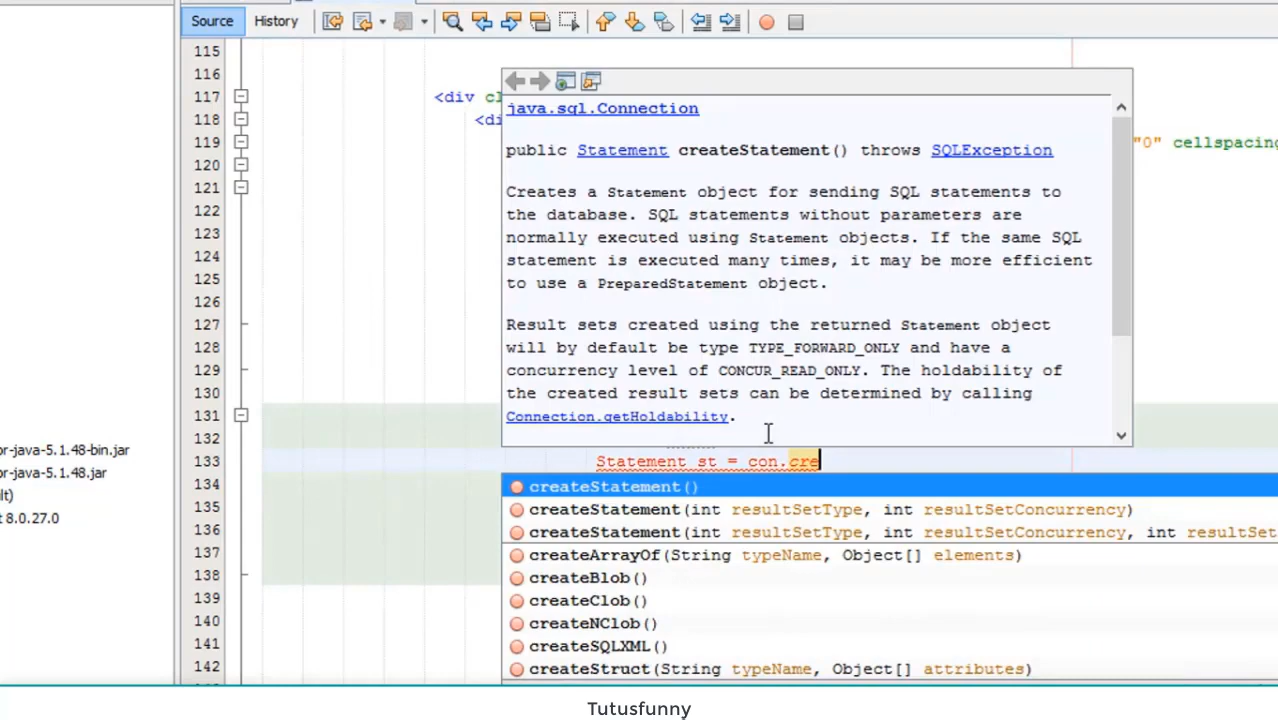 Source History
115
116
117 <div cl
118 <di
119 "0" cellspacing
120
121
122
123
124
125
126
127
128
129
130
131
132
133 Statement st = con.cre
134
135
136
137
138
139
140
141
142
java.sql.Connection
public Statement createStatement() throws SQLException
Creates a Statement object for sending SQL statements to
the database. SQL statements without parameters are
normally executed using Statement objects. If the same SQL
statement is executed many times, it may be more efficient
to use a PreparedStatement object.
Result sets created using the returned Statement object
will by default be type TYPE_FORWARD_ONLY and have a
concurrency level of CONCUR_READ_ONLY. The holdability of
the created result sets can be determined by calling
Connection.getHoldability.
createStatement()
createStatement(int resultSetType, int resultSetConcurrency)
createStatement(int resultSetType, int resultSetConcurrency, int resultSet
createArrayOf(String typeName, Object[] elements)
createBlob()
createClob()
createNClob()
createSQLXML()
createStruct(String typeName, Object[] attributes)
or-java-5.1.48-bin.jar
or-java-5.1.48.jar
lt)
t 8.0.27.0
Tutusfunny